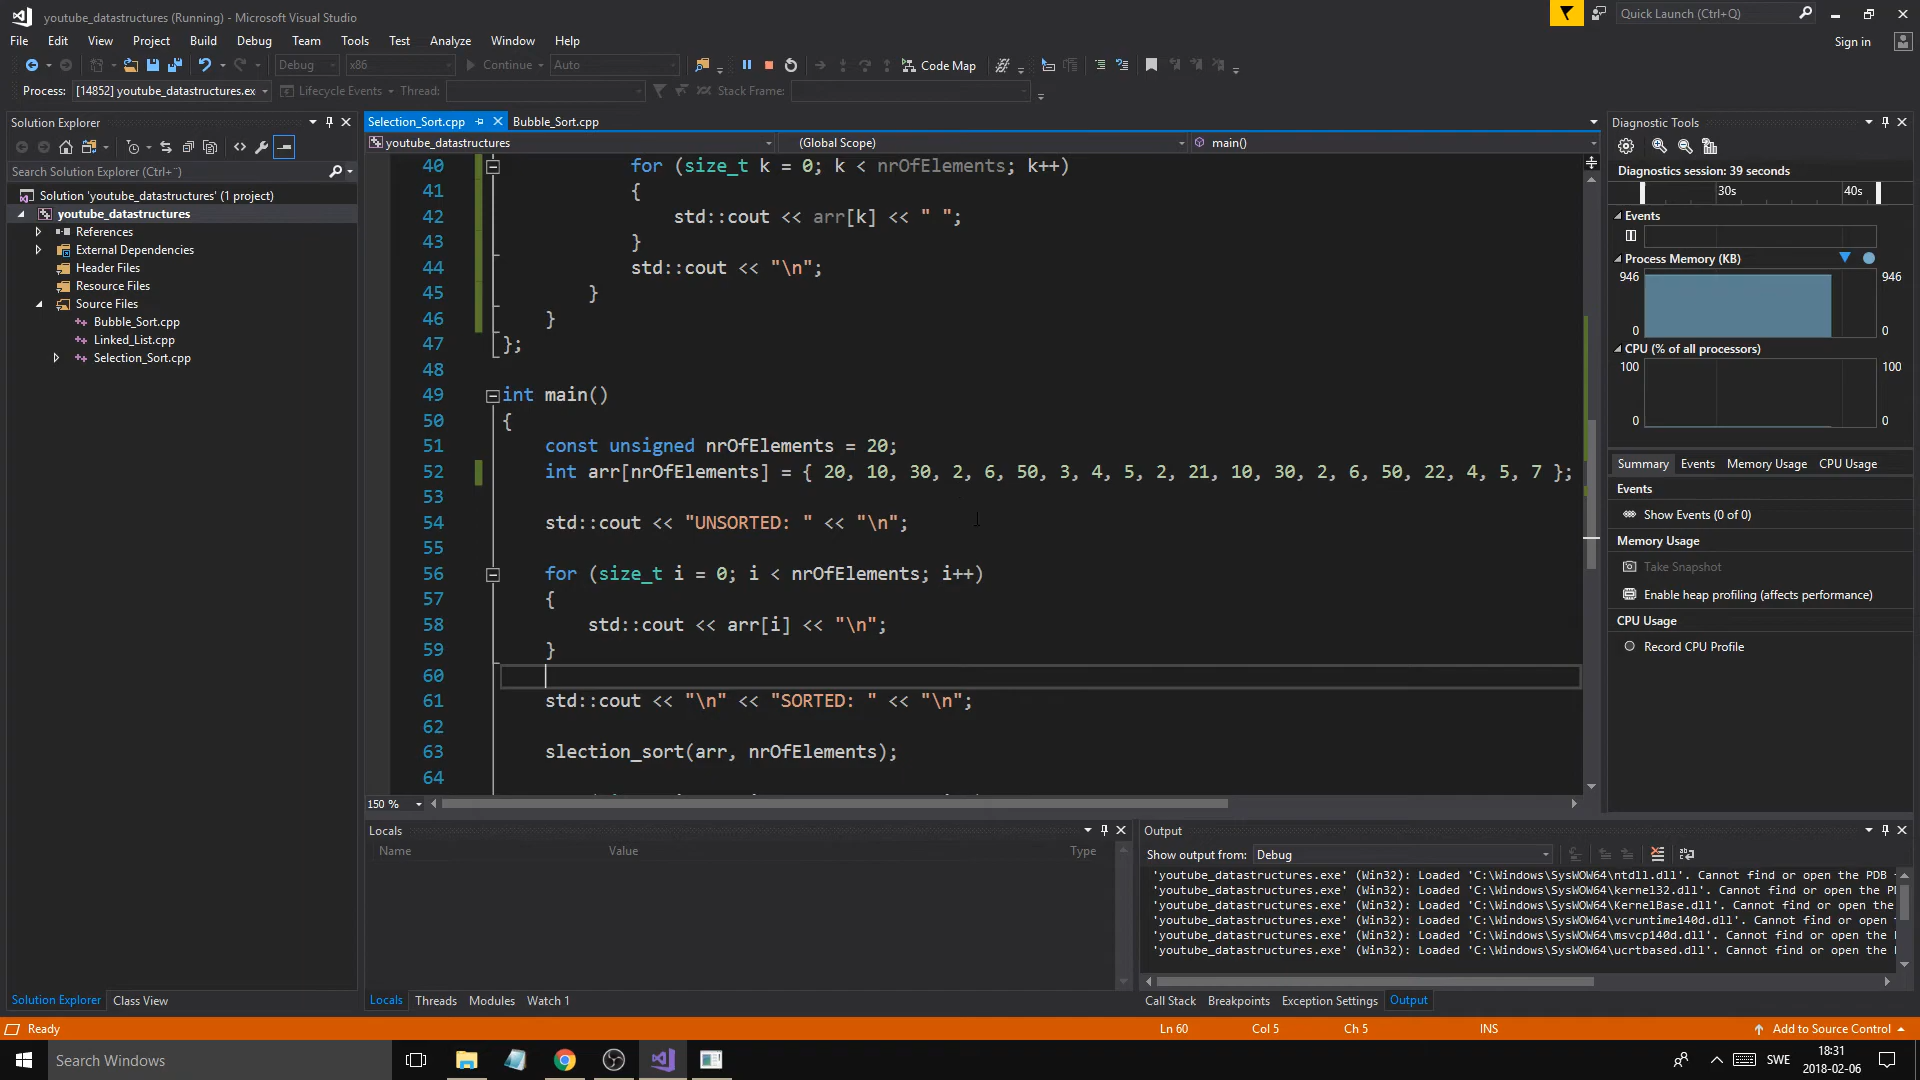 youtube_datastructures (Running) - Microsoft Visual Studio
Quick Launch (Ctrl+Q)
File Edit View Project Build Debug Team Tools Test Analyze Window Help
Sign in
Debug x86 Continue Auto Code Map
Process: [14852] youtube_datastructures.ex Lifecycle Events Thread: Stack Frame:
Solution Explorer
Search Solution Explorer (Ctrl+¨)
Solution 'youtube_datastructures' (1 project)
youtube_datastructures
References
External Dependencies
Header Files
Resource Files
Source Files
Bubble_Sort.cpp
Linked_List.cpp
Selection_Sort.cpp
Solution Explorer Class View
Selection_Sort.cpp Bubble_Sort.cpp
youtube_datastructures (Global Scope) main()
40 for (size_t k = 0; k < nrOfElements; k++)
41 {
42 std::cout << arr[k] << " ";
43 }
44 std::cout << "\n";
45 }
46 }
47 };
48
49 int main()
50 {
51 const unsigned nrOfElements = 20;
52 int arr[nrOfElements] = { 20, 10, 30, 2, 6, 50, 3, 4, 5, 2, 21, 10, 30, 2, 6, 50, 22, 4, 5, 7 };
53
54 std::cout << "UNSORTED: " << "\n";
55
56 for (size_t i = 0; i < nrOfElements; i++)
57 {
58 std::cout << arr[i] << "\n";
59 }
60
61 std::cout << "\n" << "SORTED: " << "\n";
62
63 slection_sort(arr, nrOfElements);
64
150 %
Locals
Name Value Type
Locals Threads Modules Watch 1
Output
Show output from: Debug
'youtube_datastructures.exe' (Win32): Loaded 'C:\Windows\SysWOW64\ntdll.dll'. Cannot find or open the PDB
'youtube_datastructures.exe' (Win32): Loaded 'C:\Windows\SysWOW64\kernel32.dll'. Cannot find or open the
'youtube_datastructures.exe' (Win32): Loaded 'C:\Windows\SysWOW64\KernelBase.dll'. Cannot find or open the
'youtube_datastructures.exe' (Win32): Loaded 'C:\Windows\SysWOW64\vcruntime140d.dll'. Cannot find or open
'youtube_datastructures.exe' (Win32): Loaded 'C:\Windows\SysWOW64\msvcp140d.dll'. Cannot find or open the
'youtube_datastructures.exe' (Win32): Loaded 'C:\Windows\SysWOW64\ucrtbased.dll'. Cannot find or open the
Call Stack Breakpoints Exception Settings Output
Diagnostic Tools
Diagnostics session: 39 seconds
30s 40s
Events
Process Memory (KB)
946 946
0 0
CPU (% of all processors)
100 100
0 0
Summary Events Memory Usage CPU Usage
Events
Show Events (0 of 0)
Memory Usage
Take Snapshot
Enable heap profiling (affects performance)
CPU Usage
Record CPU Profile
Ready Ln 60 Col 5 Ch 5 INS Add to Source Control
Search Windows
SWE
18:31
2018-02-06